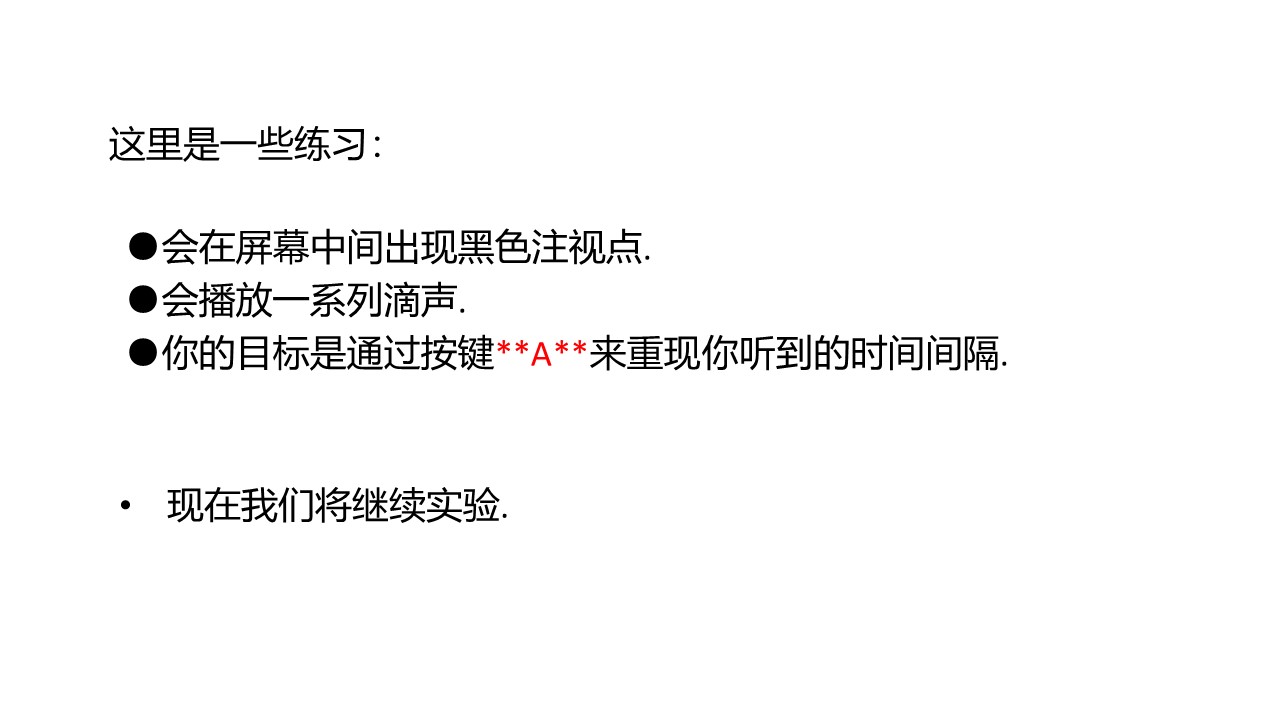 这里是一些练习：
●会在屏幕中间出现黑色注视点.
●会播放一系列滴声.
●你的目标是通过按键**A**来重现你听到的时间间隔.
• 现在我们将继续实验.